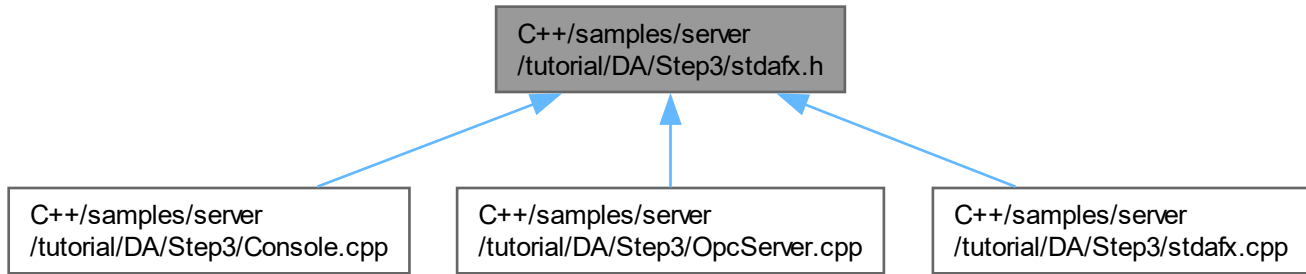 C++/samples/server
/tutorial/DA/Step3/stdafx.h
C++/samples/server
/tutorial/DA/Step3/Console.cpp
C++/samples/server
/tutorial/DA/Step3/OpcServer.cpp
C++/samples/server
/tutorial/DA/Step3/stdafx.cpp